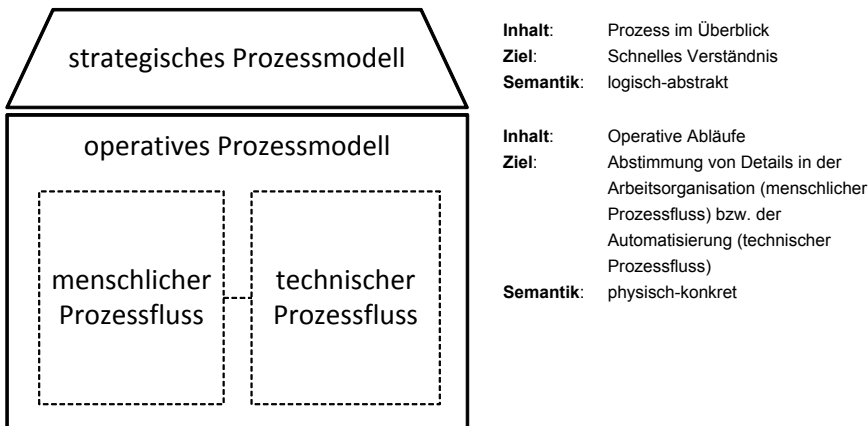 strategisches Prozessmodell
Inhalt: Prozess im Überblick
Ziel: Schnelles Verständnis
Semantik: logisch-abstrakt
operatives Prozessmodell
menschlicher
Prozessfluss
technischer
Prozessfluss
Inhalt: Operative Abläufe
Ziel: Abstimmung von Details in der
Arbeitsorganisation (menschlicher
Prozessfluss) bzw. der
Automatisierung (technischer
Prozessfluss)
Semantik: physisch-konkret